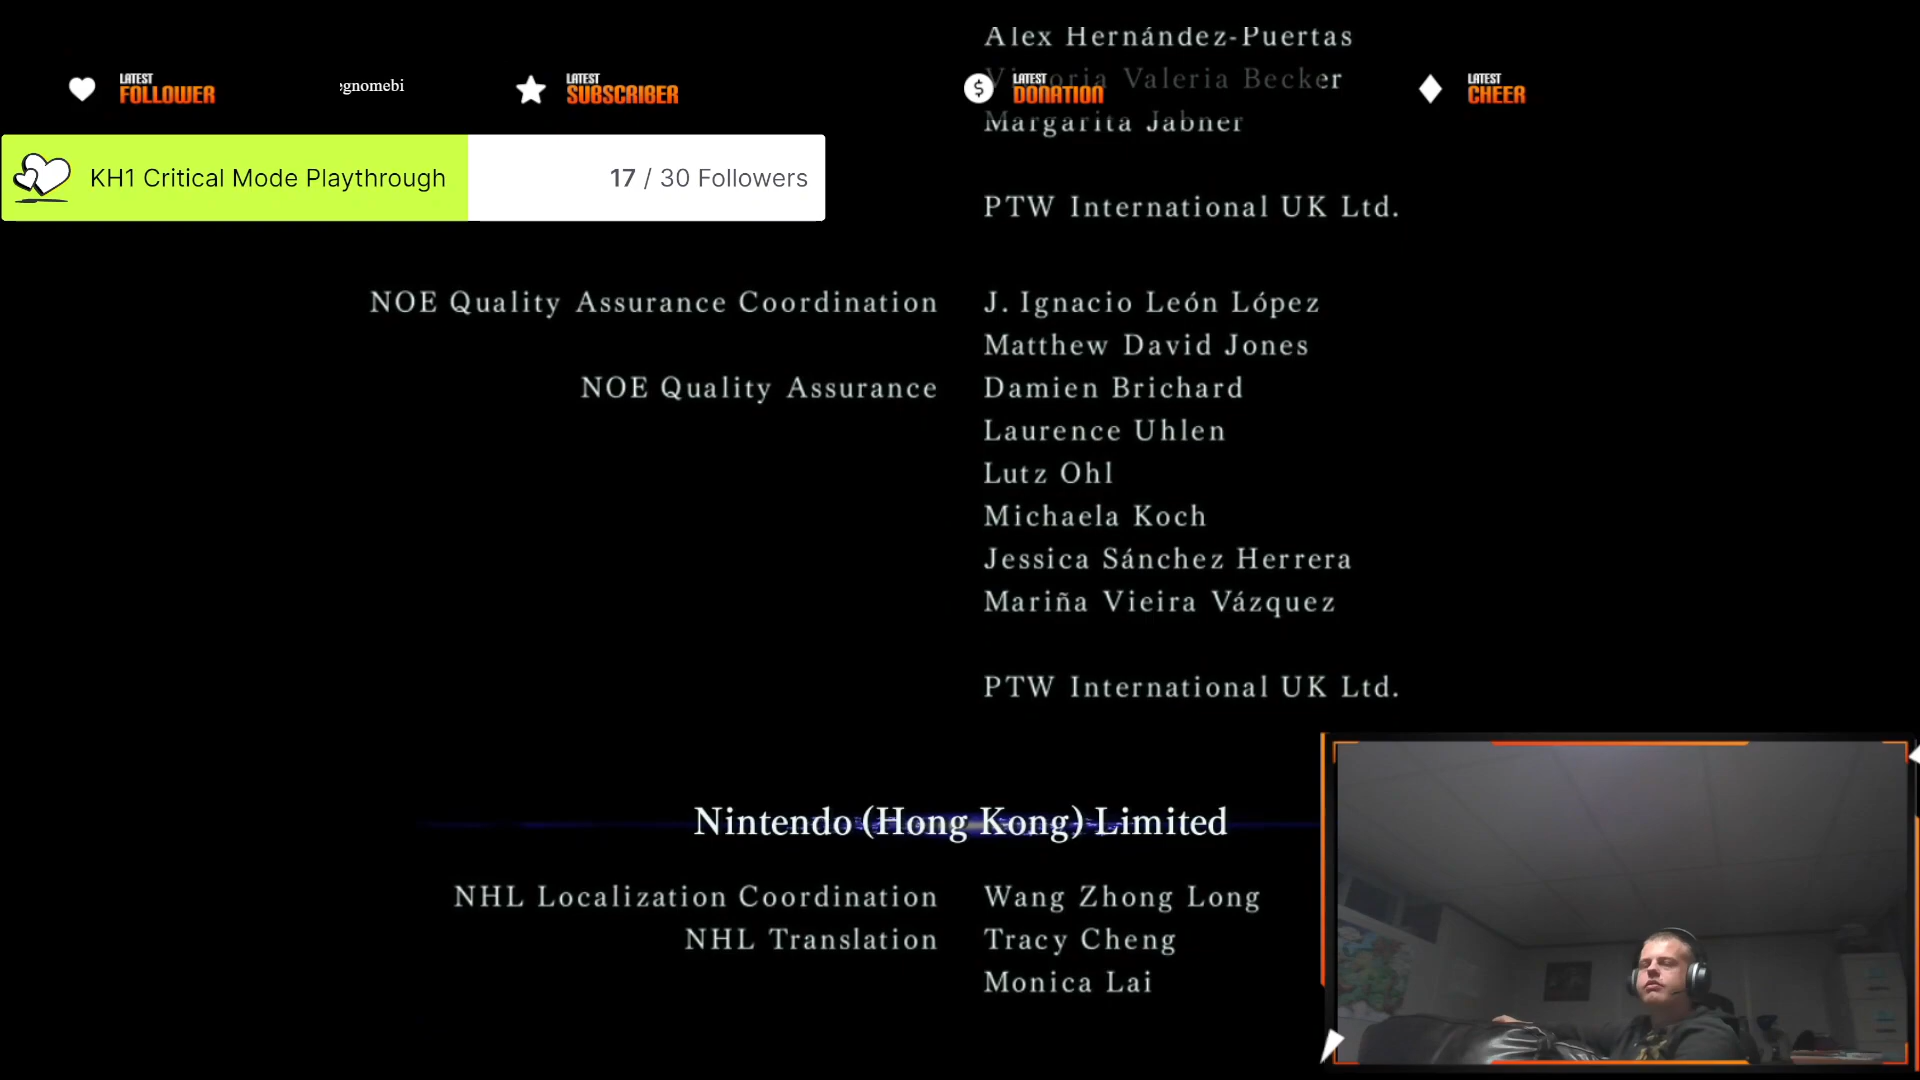 Alex Hernández-Puertas
LATEST
FOLLOWER
egnomebi
LATEST
SUBSCRIBER
LATEST
DONATION
Valeria Becker
LATEST
CHEER
Margarita Jabner
KH1 Critical Mode Playthrough
17 / 30 Followers
PTW International UK Ltd.
NOE Quality Assurance Coordination
J. Ignacio León López
Matthew David Jones
NOE Quality Assurance
Damien Brichard
Laurence Uhlen
Lutz Ohl
Michaela Koch
Jessica Sánchez Herrera
Mariña Vieira Vázquez
PTW International UK Ltd.
Nintendo (Hong Kong) Limited
NHL Localization Coordination
Wang Zhong Long
NHL Translation
Tracy Cheng
Monica Lai